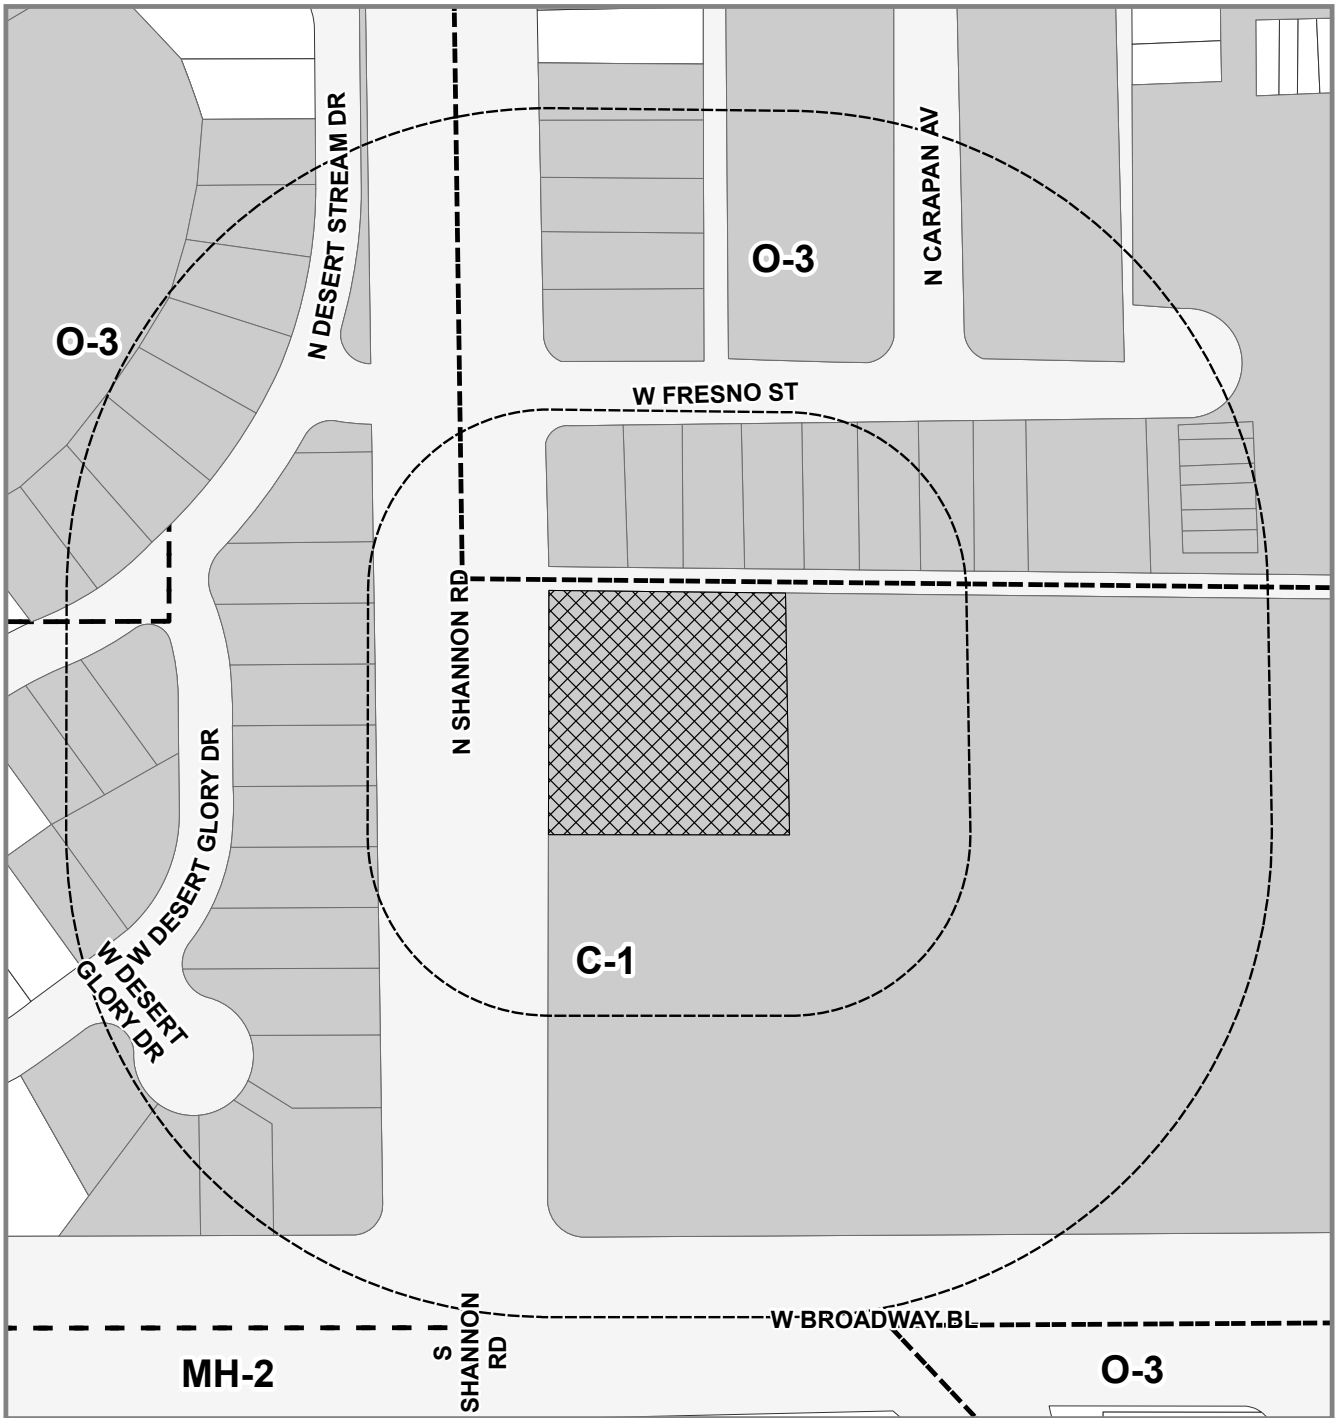 N DESERT STREAM DR
N CARAPAN AV
O-3
O-3
W FRESNO ST
N SHANNON RD
W DESERT GLORY DR
W DESERT
GLORY DR
C-1
W BROADWAY BL
S
SHANNON
RD
MH-2
O-3